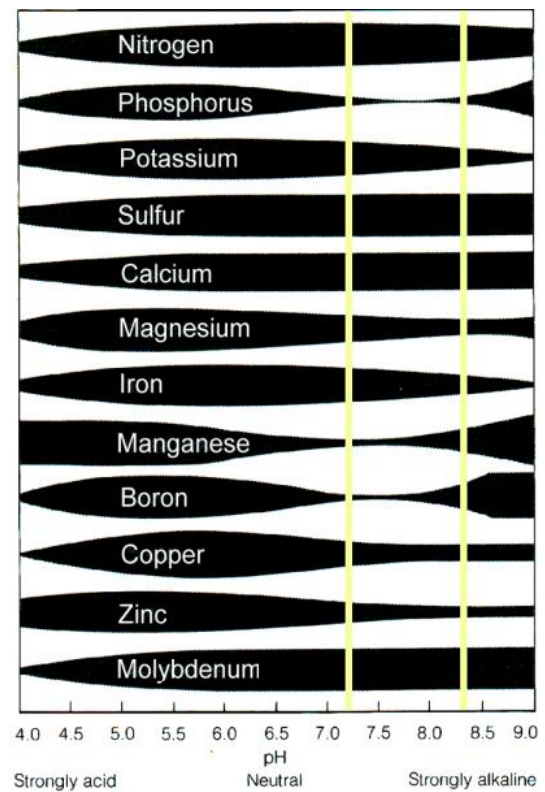 Nitrogen
Phosphorus
Potassium
Sulfur
Calcium
Magnesium
Iron
Manganese
Boron
Copper
Zinc
Molybdenum
4.0 4.5 5.0 5.5 6.0 6.5 7.0 7.5 8.0 8.5 9.0
pH
Strongly acid Neutral Strongly alkaline